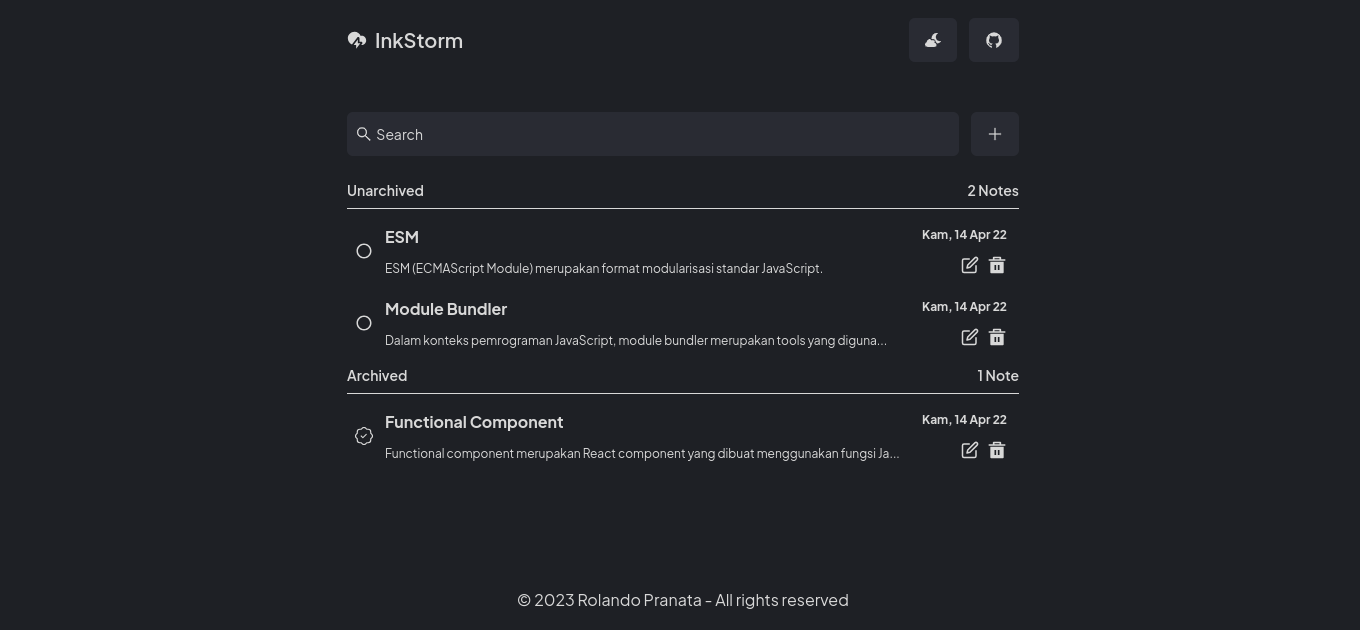 InkStorm
Search
Unarchived 2 Notes
ESM Kam, 14 Apr 22
ESM (ECMAScript Module) merupakan format modularisasi standar JavaScript.
Module Bundler Kam, 14 Apr 22
Dalam konteks pemrograman JavaScript, module bundler merupakan tools yang diguna...
Archived 1 Note
Functional Component Kam, 14 Apr 22
Functional component merupakan React component yang dibuat menggunakan fungsi Ja...
© 2023 Rolando Pranata - All rights reserved